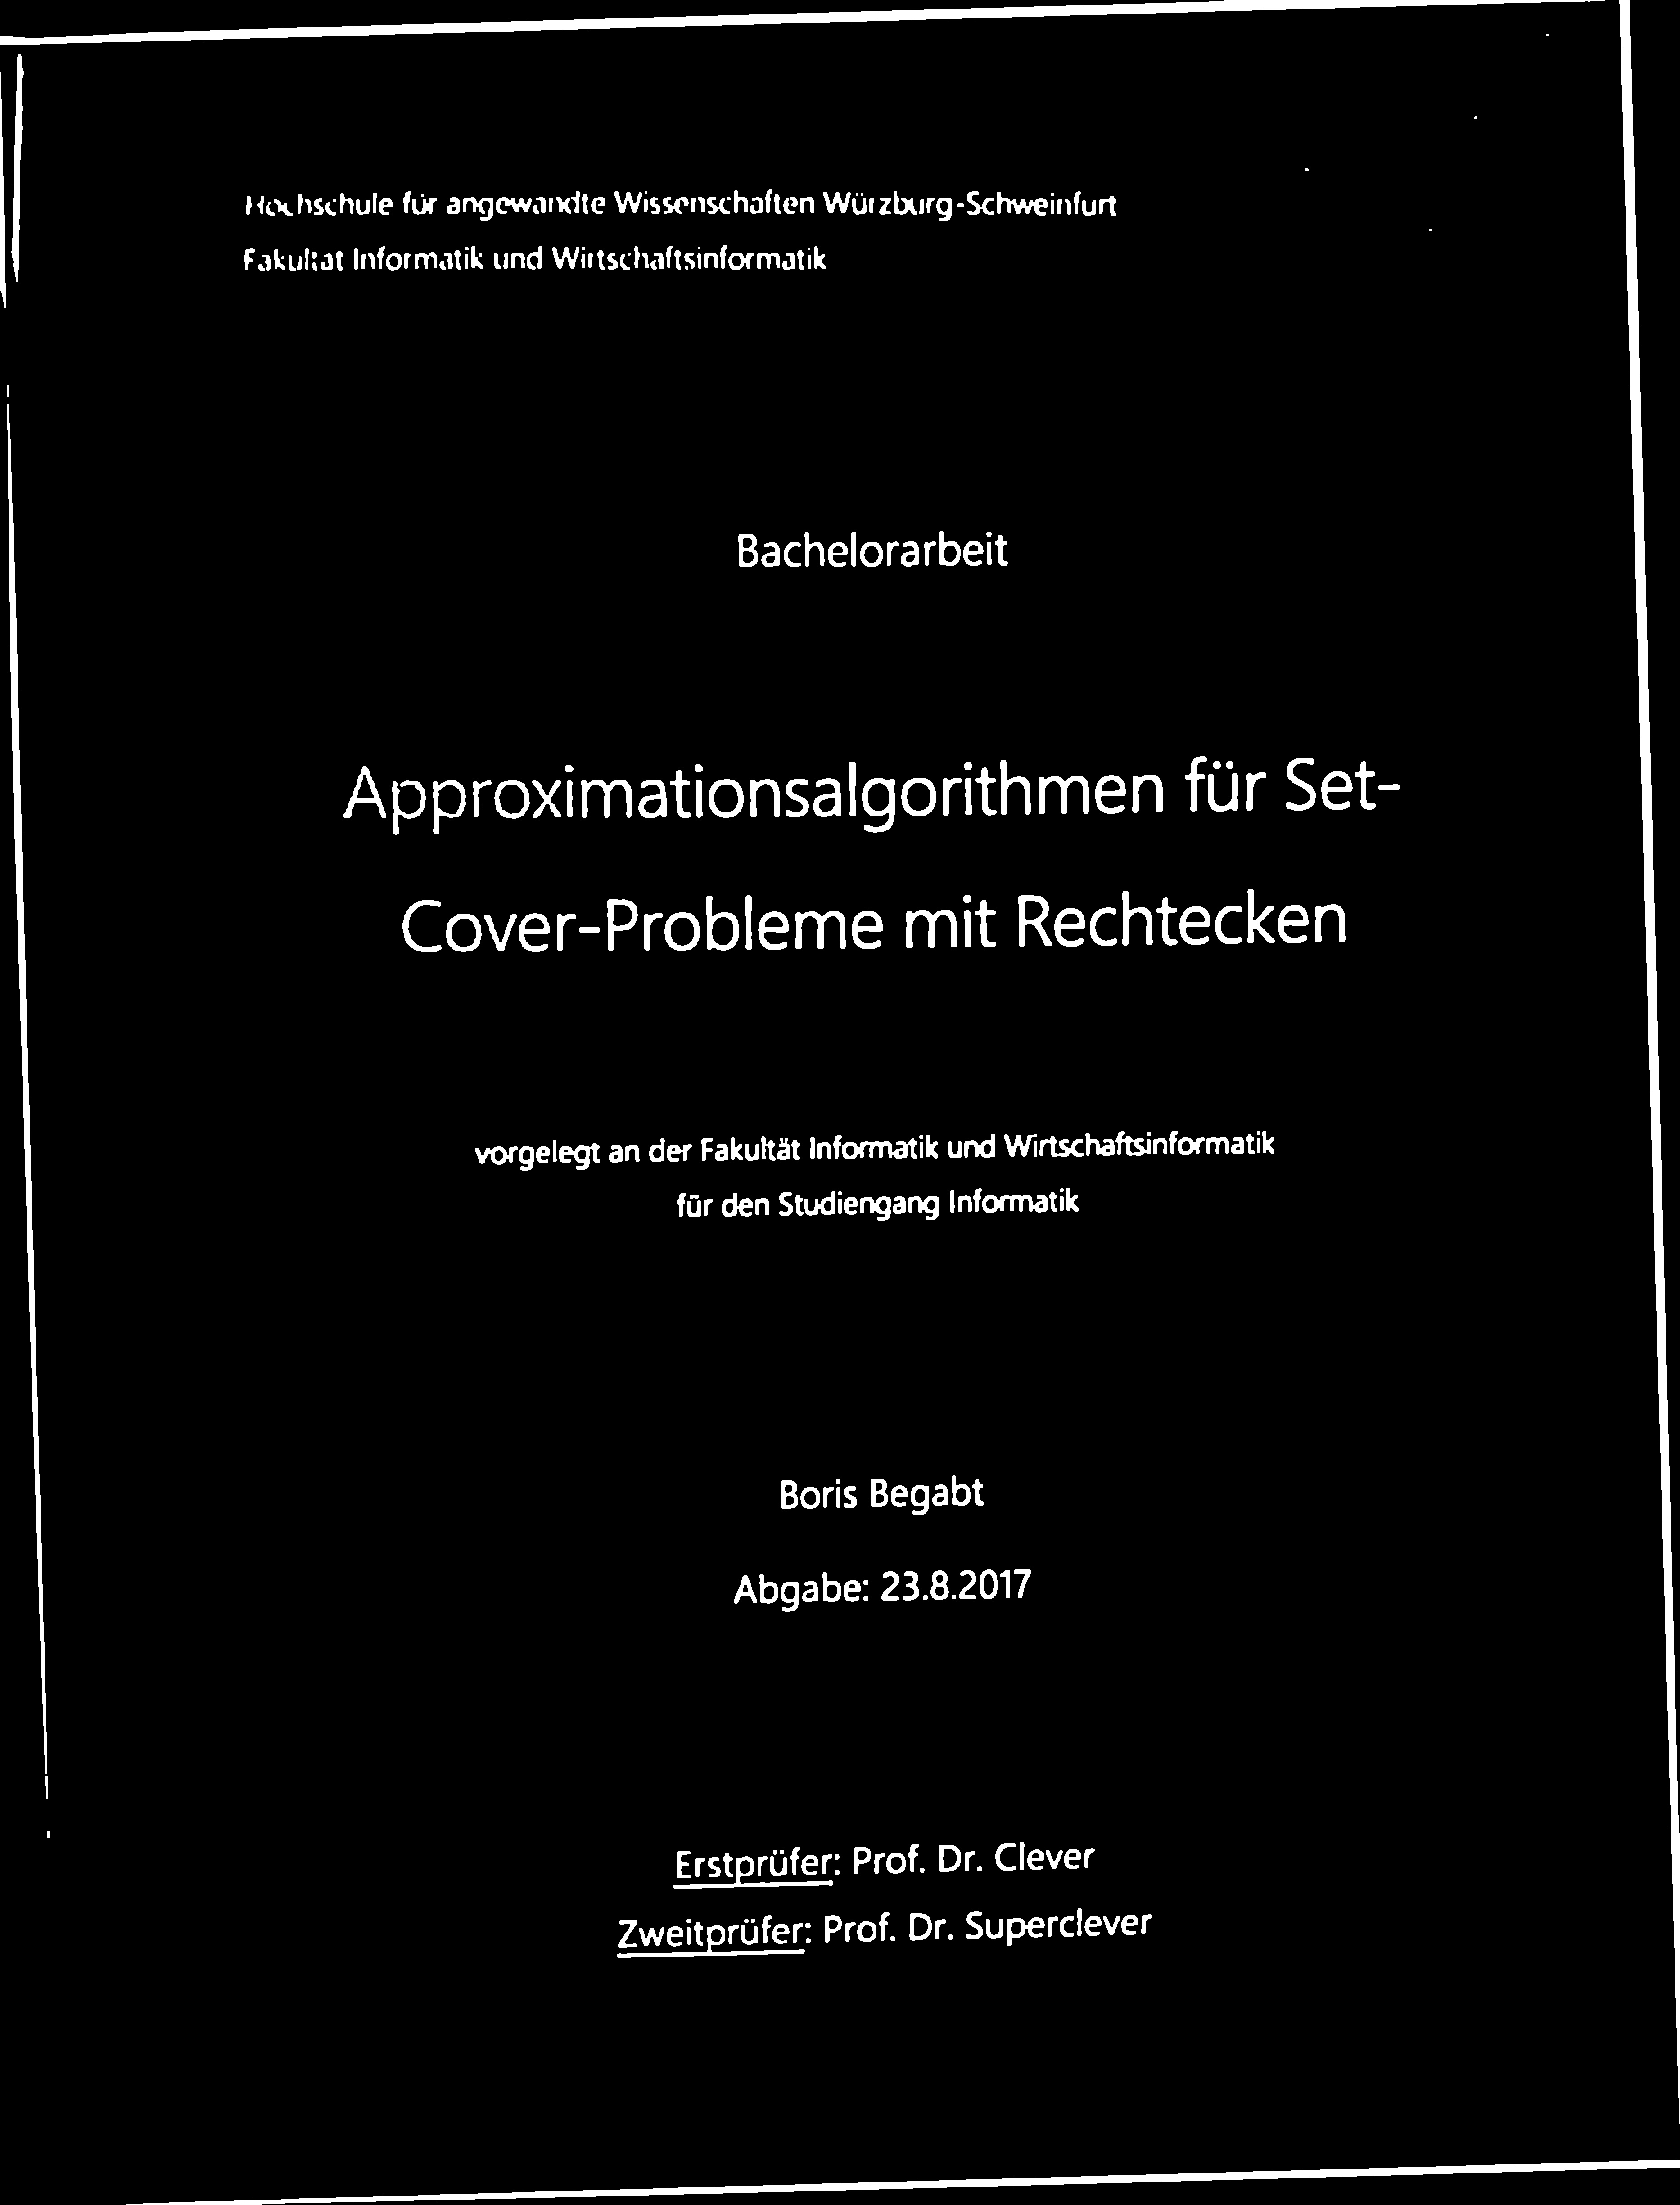 Hochschule für angewandte Wissenschaften Würzburg-Schweinfurt
Fakultät Informatik und Wirtschaftsinformatik
Bachelorarbeit
Approximationsalgorithmen für Set-
Cover-Probleme mit Rechtecken
vorgelegt an der Fakultät Informatik und Wirtschaftsinformatik
für den Studiengang Informatik
Boris Begabt
Abgabe: 23.8.2017
Erstprüfer: Prof. Dr. Clever
Zweitprüfer: Prof. Dr. Superclever